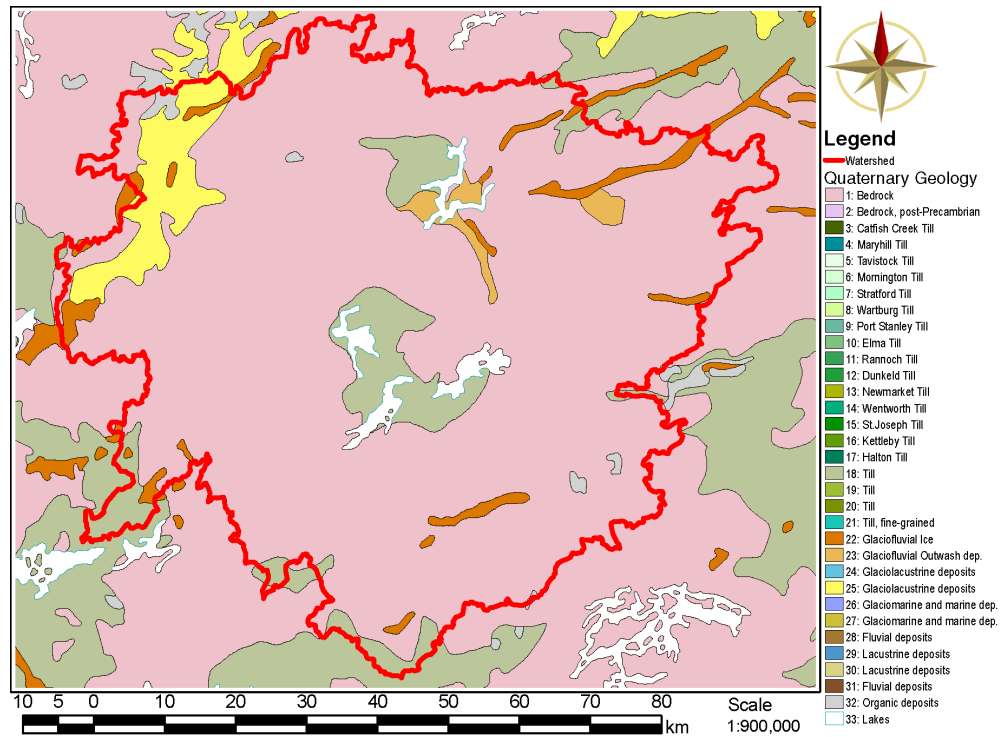 Legend
Watershed
Quaternary Geology
1: Bedrock
2: Bedrock, post-Precambrian
3: Catfish Creek Till
4: Maryhill Till
5: Tavistock Till
6: Mornington Till
7: Stratford Till
8: Wartburg Till
9: Port Stanley Till
10: Elma Till
11: Rannoch Till
12: Dunkeld Till
13: Newmarket Till
14: Wentworth Till
15: St.Joseph Till
16: Kettleby Till
17: Halton Till
18: Till
19: Till
20: Till
21: Till, fine-grained
22: Glaciofluvial Ice
23: Glaciofluvial Outwash dep.
24: Glaciolacustrine deposits
25: Glaciolacustrine deposits
26: Glaciomarine and marine dep.
27: Glaciomarine and marine dep.
28: Fluvial deposits
29: Lacustrine deposits
30: Lacustrine deposits
31: Fluvial deposits
32: Organic deposits
33: Lakes
10 5 0 10 20 30 40 50 60 70 80
km
Scale
1:900,000